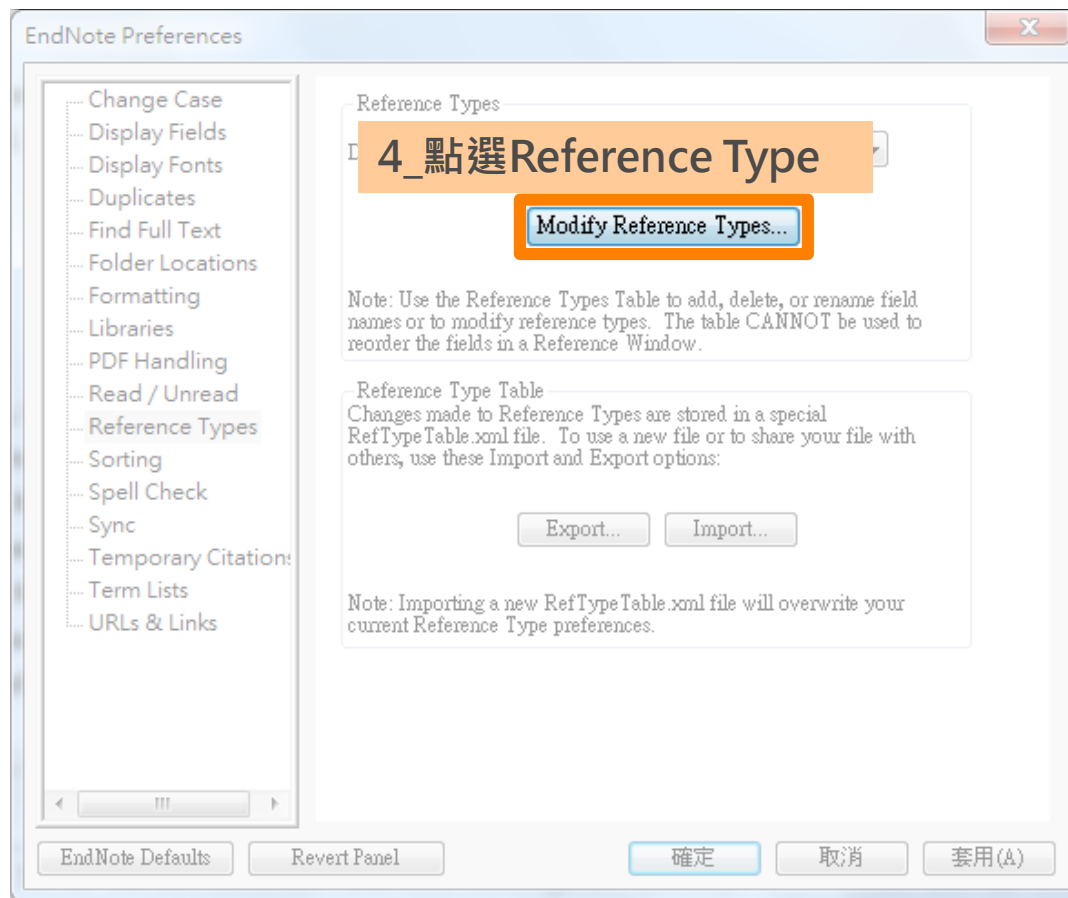 EndNote Preferences
Change Case
Display Fields
Display Fonts
Duplicates
Find Full Text
Folder Locations
Formatting
Libraries
PDF Handling
Read / Unread
Reference Types
Sorting
Spell Check
Sync
Temporary Citation
Term Lists
URLs & Links
Reference Types
4_點選Reference Type
Modify Reference Types...
Note: Use the Reference Types Table to add, delete, or rename field
names or to modify reference types. The table CANNOT be used to
reorder the fields in a Reference Window.
Reference Type Table
Changes made to Reference Types are stored in a special
RefTypeTable.xml file. To use a new file or to share your file with
others, use these Import and Export options:
Export...
Import...
Note: Importing a new RefTypeTable.xml file will overwrite your
current Reference Type preferences.
EndNote Defaults
Revert Panel
確定
取消
套用(A)